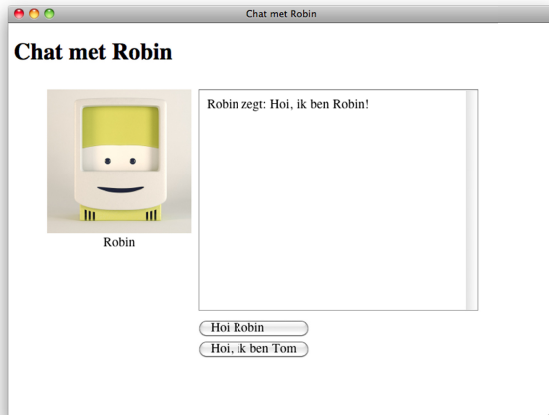 Chat met Robin
Chat met Robin
Robin zegt: Hoi, ik ben Robin!
Robin
Hoi Robin
Hoi, ik ben Tom